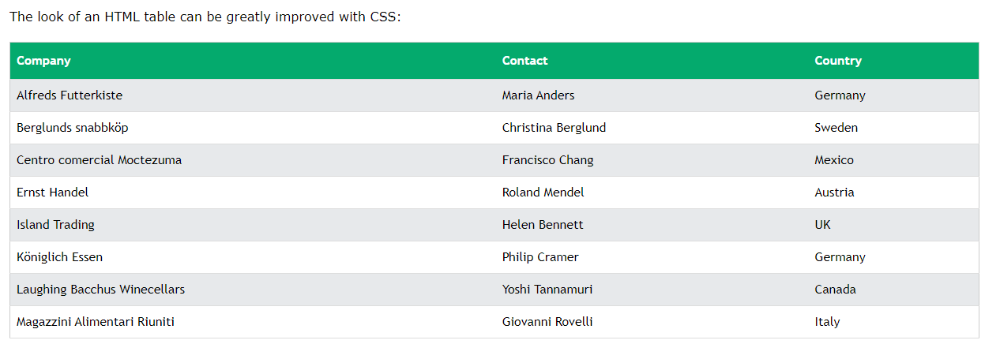 The look of an HTML table can be greatly improved with CSS:
Company Contact Country
Alfreds Futterkiste Maria Anders Germany
Berglunds snabbköp Christina Berglund Sweden
Centro comercial Moctezuma Francisco Chang Mexico
Ernst Handel Roland Mendel Austria
Island Trading Helen Bennett UK
Königlich Essen Philip Cramer Germany
Laughing Bacchus Winecellars Yoshi Tannamuri Canada
Magazzini Alimentari Riuniti Giovanni Rovelli Italy